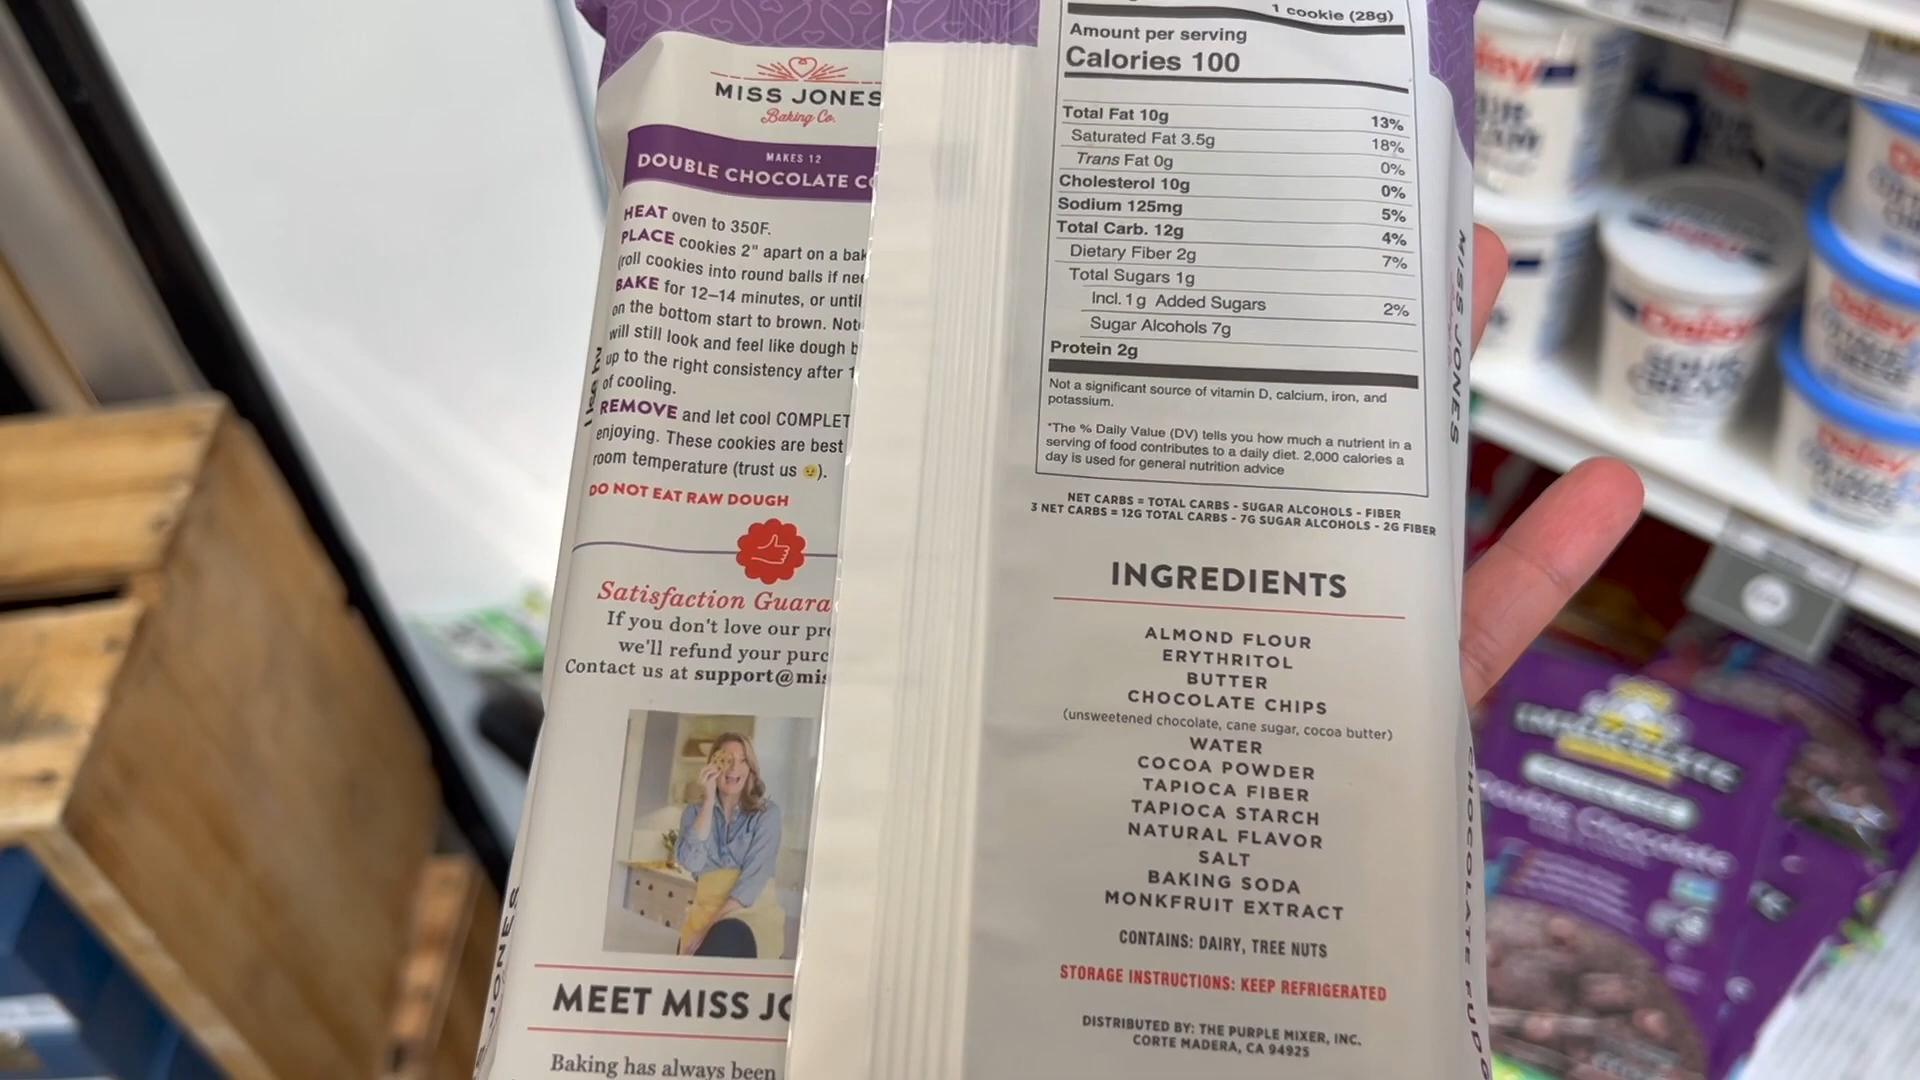 MISS JONES
Baking Co.
MAKES 12
DOUBLE CHOCOLATE
HEAT oven to 350F.
PLACE cookies 2" apart on a
(roll cookies into round balls if
BAKE for 12–14 minutes, or until
on the bottom start to brown.
will still look and feel like dough
up to the right consistency after
of cooling.
REMOVE and let cool
enjoying. These cookies are best
room temperature (trust us 😉).
DO NOT EAT RAW DOUGH
Satisfaction
If you don't love our
we'll refund your
Contact us at support@
MEET MISS
Baking has always been
1 cookie (28g)
Amount per serving
Calories 100
Total Fat 10g 13%
Saturated Fat 3.5g 18%
Trans Fat 0g 0%
Cholesterol 10g 0%
Sodium 125mg 5%
Total Carb. 12g 4%
Dietary Fiber 2g 7%
Total Sugars 1g
Incl. 1g Added Sugars 2%
Sugar Alcohols 7g
Protein 2g
Not a significant source of vitamin D, calcium, iron, and
potassium.
*The % Daily Value (DV) tells you how much a nutrient in a
serving of food contributes to a daily diet. 2,000 calories a
day is used for general nutrition advice
NET CARBS = TOTAL CARBS - SUGAR ALCOHOLS - FIBER
3 NET CARBS = 12G TOTAL CARBS - 7G SUGAR ALCOHOLS - 2G FIBER
INGREDIENTS
ALMOND FLOUR
ERYTHRITOL
BUTTER
CHOCOLATE CHIPS
(unsweetened chocolate, cane sugar, cocoa butter)
WATER
COCOA POWDER
TAPIOCA FIBER
TAPIOCA STARCH
NATURAL FLAVOR
SALT
BAKING SODA
MONKFRUIT EXTRACT
CONTAINS: DAIRY, TREE NUTS
STORAGE INSTRUCTIONS: KEEP REFRIGERATED
DISTRIBUTED BY: THE PURPLE MIXER, INC.
CORTE MADERA, CA 94925
MISS JONES
CHOCOLATE
Daisy
SOUR
CREAM
Double Chocolate